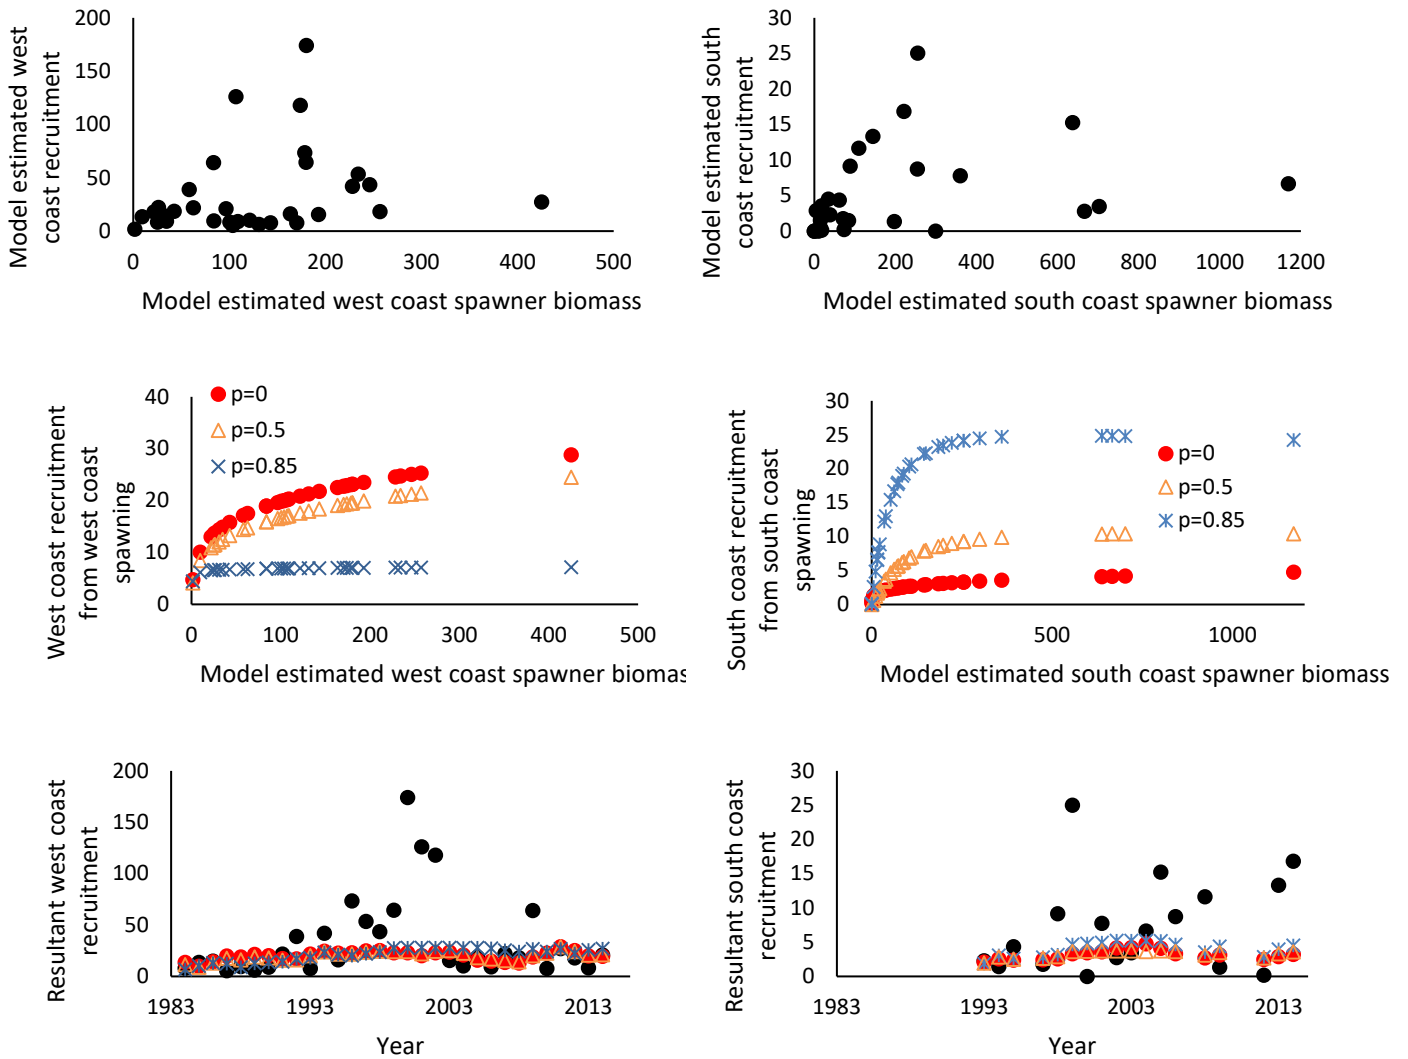 Model estimated west
coast recruitment
200
150
100
50
0
0 100 200 300 400 500
Model estimated west coast spawner biomass
Model estimated south
coast recruitment
30
25
20
15
10
5
0
0 200 400 600 800 1000 1200
Model estimated south coast spawner biomass
West coast recruitment
from west coast
spawning
40
30
20
10
0
p=0
p=0.5
p=0.85
0 100 200 300 400 500
Model estimated west coast spawner biomas
South coast recruitment
from south coast
spawning
30
25
20
15
10
5
0
p=0
p=0.5
p=0.85
0 500 1000
Model estimated south coast spawner biomass
Resultant west coast
recruitment
200
150
100
50
0
1983 1993 2003 2013
Year
Resultant south coast
recruitment
30
25
20
15
10
5
0
1983 1993 2003 2013
Year